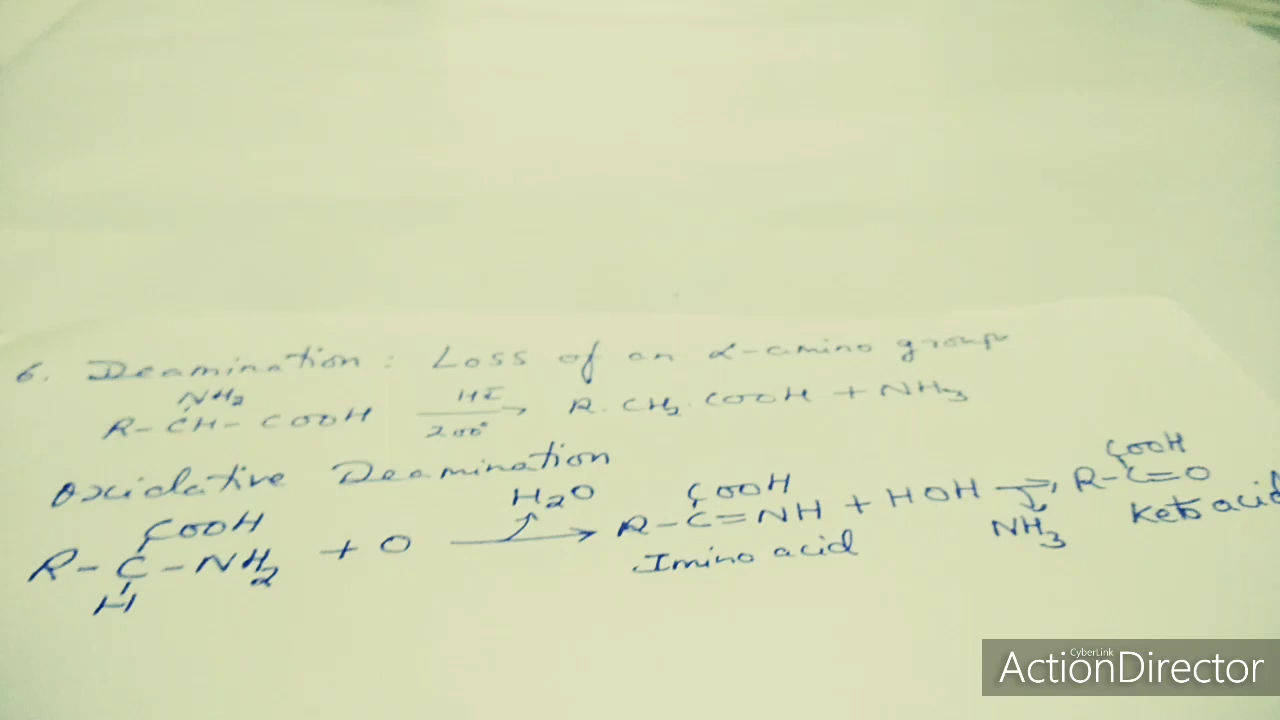 6. Deamination : Loss of an α-amino group
NH2
R-CH-COOH HI 200° → R.CH2.COOH + NH3
Oxidative Deamination
COOH H2O COOH COOH
R-C-NH2 + O → R-C=NH + HOH → R-C=O
H Imino acid NH3 Keto acid
CyberLink
ActionDirector